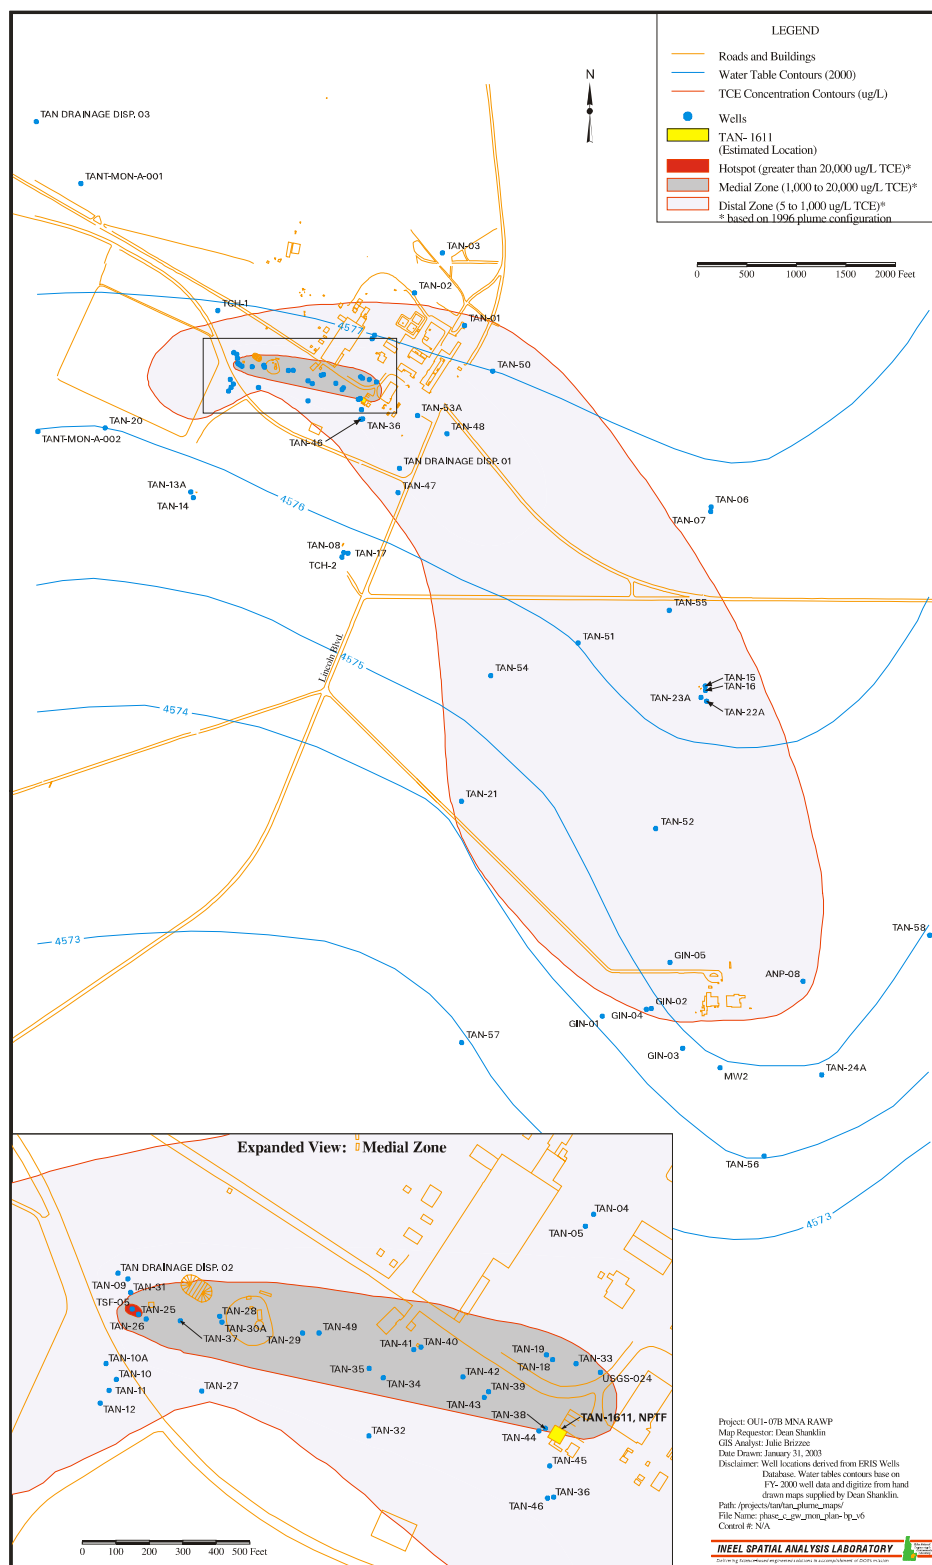 LEGEND
Roads and Buildings
Water Table Contours (2000)
TCE Concentration Contours (ug/L)
Wells
TAN- 1611
(Estimated Location)
Hotspot (greater than 20,000 ug/L TCE)*
Medial Zone (1,000 to 20,000 ug/L TCE)*
Distal Zone (5 to 1,000 ug/L TCE)*
* based on 1996 plume configuration
N
0 500 1000 1500 2000 Feet
TAN DRAINAGE DISP. 03
TANT-MON-A-001
TAN-03
TAN-02
TCH-1
4577
TAN-01
TAN-50
TAN-53A
TAN-20
TAN-36
TANT-MON-A-002
TAN-46
TAN-48
TAN DRAINAGE DISP. 01
TAN-13A
TAN-47
TAN-14
4576
TAN-06
TAN-07
TAN-08
TAN-17
TCH-2
TAN-55
Lincoln Blvd.
TAN-51
4575
TAN-54
TAN-15
TAN-16
TAN-23A
TAN-22A
4574
TAN-21
TAN-52
TAN-58
4573
GIN-05
ANP-08
GIN-02
GIN-04
GIN-01
TAN-57
GIN-03
MW2
TAN-24A
TAN-56
4573
Expanded View: Medial Zone
TAN-04
TAN-05
TAN DRAINAGE DISP. 02
TAN-09
TAN-31
TSF-05
TAN-25
TAN-28
TAN-26
TAN-30A
TAN-37
TAN-29
TAN-49
TAN-41
TAN-40
TAN-19
TAN-18
TAN-33
TAN-10A
TAN-35
TAN-42
USGS-024
TAN-10
TAN-34
TAN-11
TAN-27
TAN-39
TAN-12
TAN-43
TAN-38
TAN-1611, NPTF
TAN-32
TAN-44
TAN-45
TAN-46
TAN-36
0 100 200 300 400 500 Feet
Project: OU1- 07B MNA RAWP
Map Requestor: Dean Shanklin
GIS Analyst: Julie Brizzee
Date Drawn: January 31, 2003
Disclaimer: Well locations derived from ERIS Wells
Database. Water tables contours base on
FY- 2000 well data and digitize from hand
drawn maps supplied by Dean Shanklin.
Path: /projects/tan/tan_plume_maps/
File Name: phase_c_gw_mon_plan- bp_v6
Control #: N/A
INEEL SPATIAL ANALYSIS LABORATORY